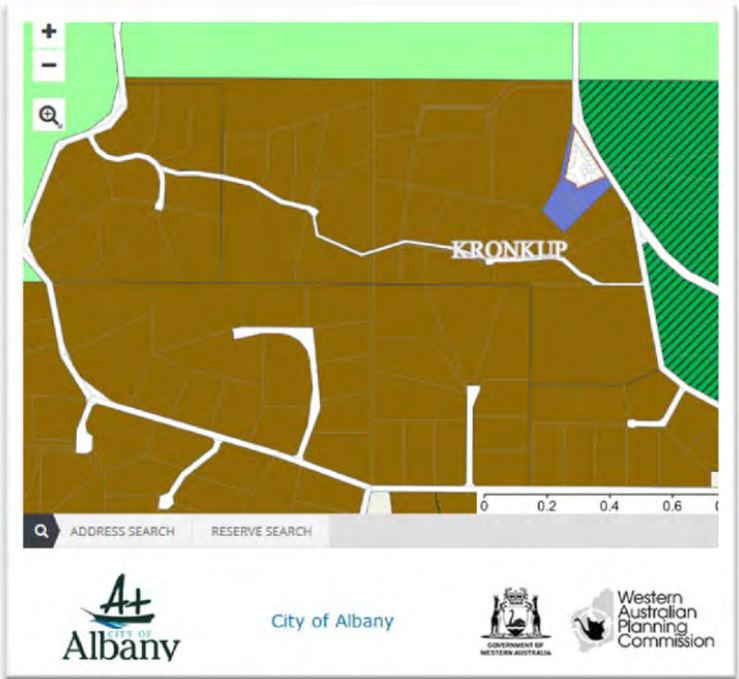 +
−
KRONKUP
0 0.2 0.4 0.6
ADDRESS SEARCH RESERVE SEARCH
A+
CITY OF
Albany
City of Albany
GOVERNMENT OF
WESTERN AUSTRALIA
Western
Australian
Planning
Commission